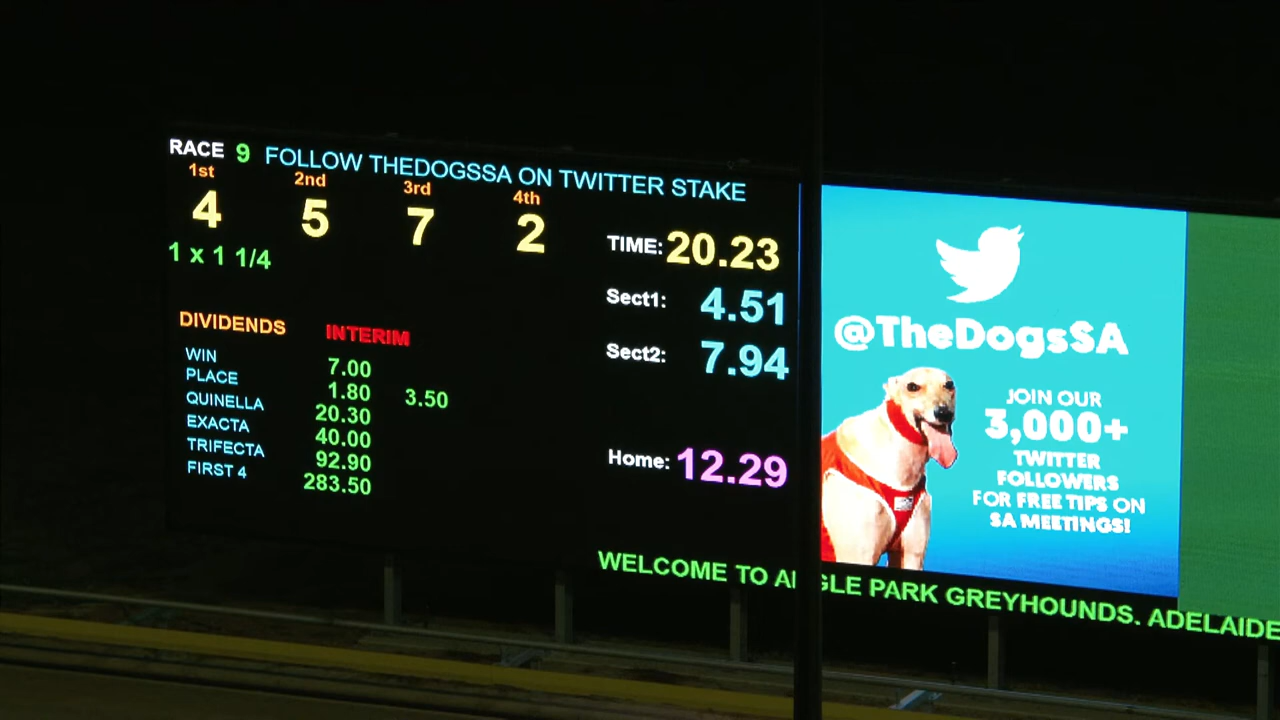 RACE 9 FOLLOW THEDOGSSA ON TWITTER STAKE
1st 2nd 3rd 4th
4 5 7 2
1 x 1 1/4
TIME: 20.23
Sect1: 4.51
Sect2: 7.94
Home: 12.29
DIVIDENDS INTERIM
WIN 7.00
PLACE 1.80 3.50
QUINELLA 20.30
EXACTA 40.00
TRIFECTA 92.90
FIRST 4 283.50
@TheDogsSA
JOIN OUR
3,000+
TWITTER
FOLLOWERS
FOR FREE TIPS ON
SA MEETINGS!
WELCOME TO ANGLE PARK GREYHOUNDS. ADELAIDE